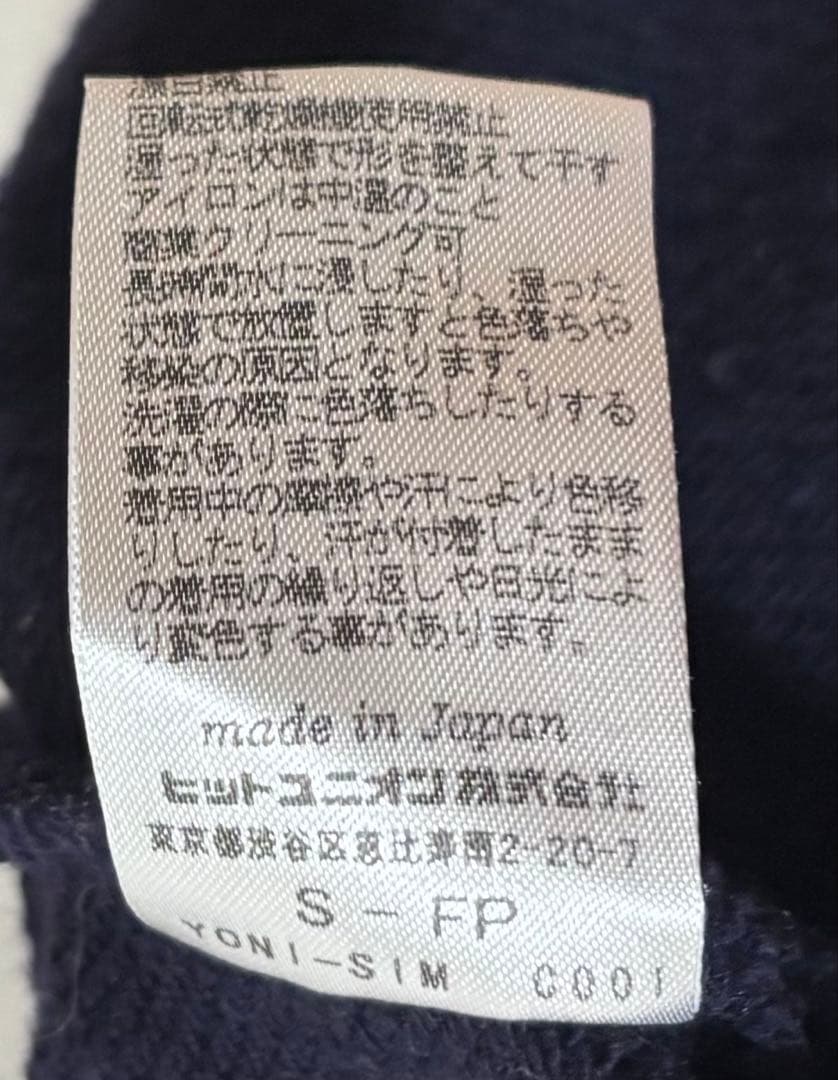 漂白禁止
回転式乾燥機使用禁止
湿った状態で形を整えて干す
アイロンは中温のこと
商業クリーニング可
長時間水に浸したり、湿った
状態で放置しますと色落ちや
移染の原因となります。
洗濯の際に色落ちしたりする
事があります。
着用中の摩擦や汗により色移
りしたり、汗が付着したまま
の着用の繰り返しや日光によ
り変色する事があります。
made in Japan
ヒットユニオン株式会社
東京都渋谷区恵比寿南2-20-7
S-FP
YONI-SIM C001